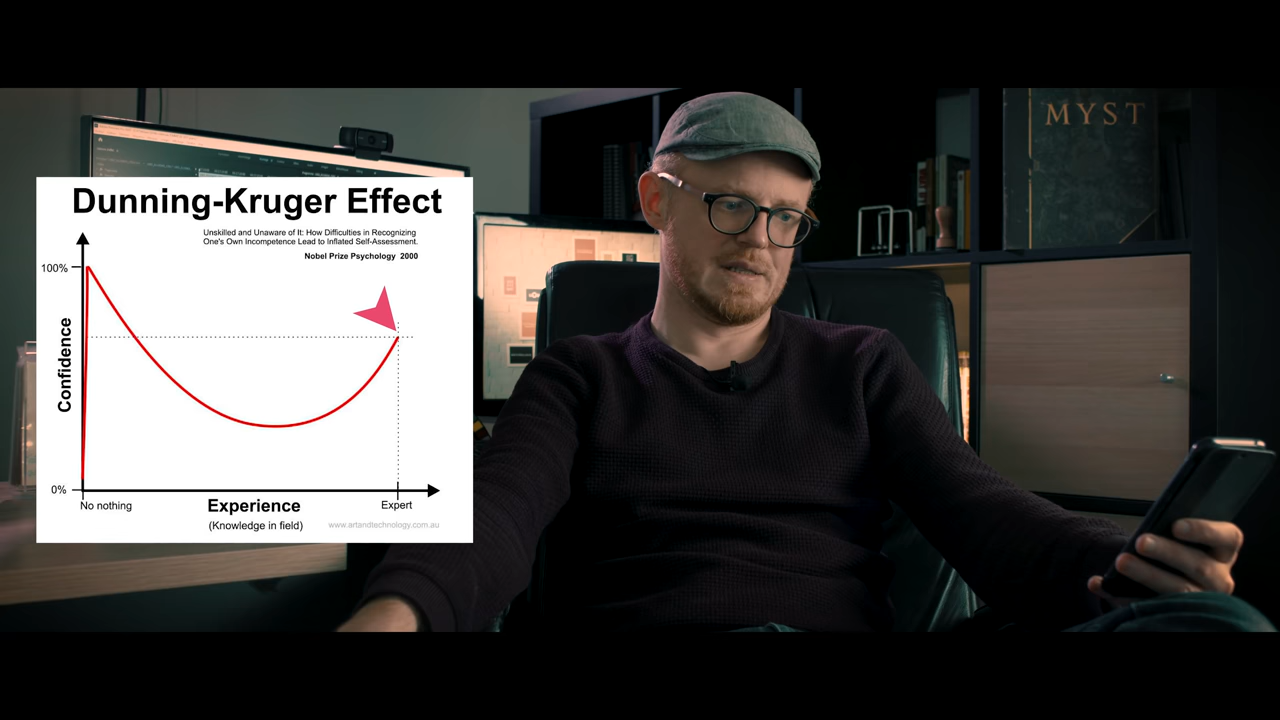 Dunning-Kruger Effect
Unskilled and Unaware of It: How Difficulties in Recognizing
One's Own Incompetence Lead to Inflated Self-Assessment.
Nobel Prize Psychology 2000
100%
Confidence
0%
No nothing
Experience
Expert
(Knowledge in field)
www.artandtechnology.com.au
MYST